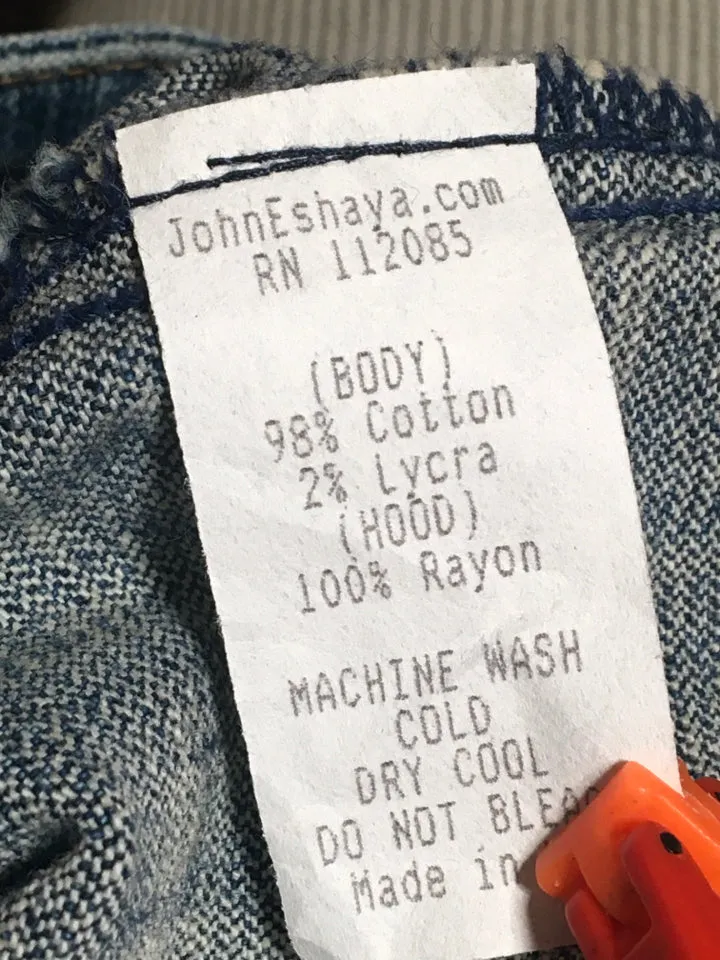 JohnEshaya.com
RN 112085
(BODY)
98% Cotton
2% Lycra
(HOOD)
100% Rayon
MACHINE WASH
COLD
DRY COOL
DO NOT
Made in